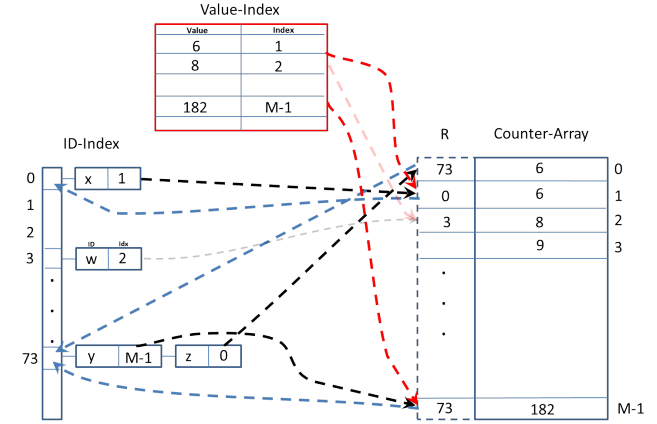 Value-Index
Value Index
6 1
8 2
182 M-1
ID-Index
R Counter-Array
0 x 1
73 6 0
1
0 6 1
2
3 8 2
ID Idx
3 w 2
9 3
.
.
.
.
.
.
73 y M-1 z 0
73 182 M-1